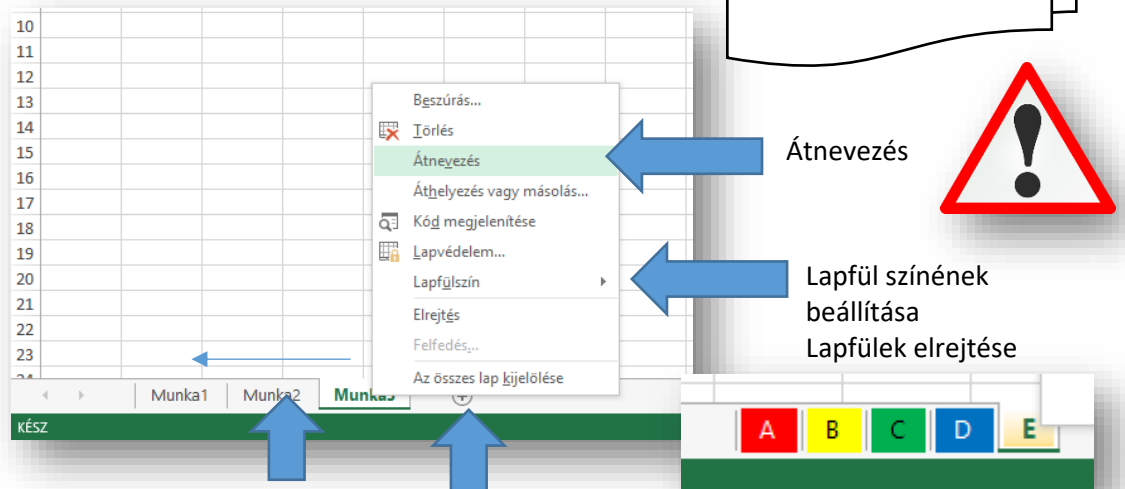 10
11
12
13
14
15
16
17
18
19
20
21
22
23
Beszúrás...
Törlés
Átnevezés
Áthelyezés vagy másolás...
Kód megjelenítése
Lapvédelem...
Lapfülszín
Elrejtés
Felfedés...
Az összes lap kijelölése
Munka1
Munka2
KÉSZ
Átnevezés
Lapfül színének
beállítása
Lapfülek elrejtése
A B C D E